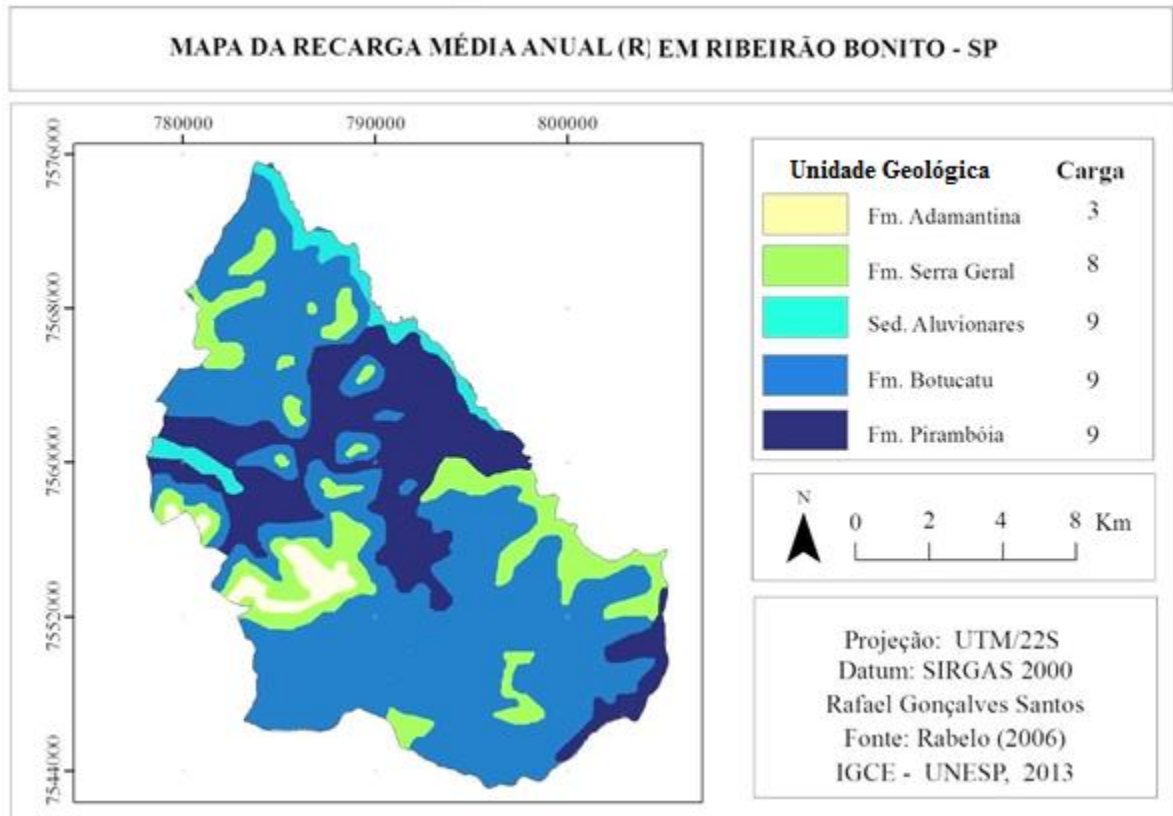 MAPA DA RECARGA MÉDIA ANUAL (R) EM RIBEIRÃO BONITO - SP
780000 790000 800000
7576000
7568000
7560000
7552000
7544000
Unidade Geológica Carga
Fm. Adamantina 3
Fm. Serra Geral 8
Sed. Aluvionares 9
Fm. Botucatu 9
Fm. Pirambóia 9
N
0 2 4 8 Km
Projeção: UTM/22S
Datum: SIRGAS 2000
Rafael Gonçalves Santos
Fonte: Rabelo (2006)
IGCE - UNESP, 2013